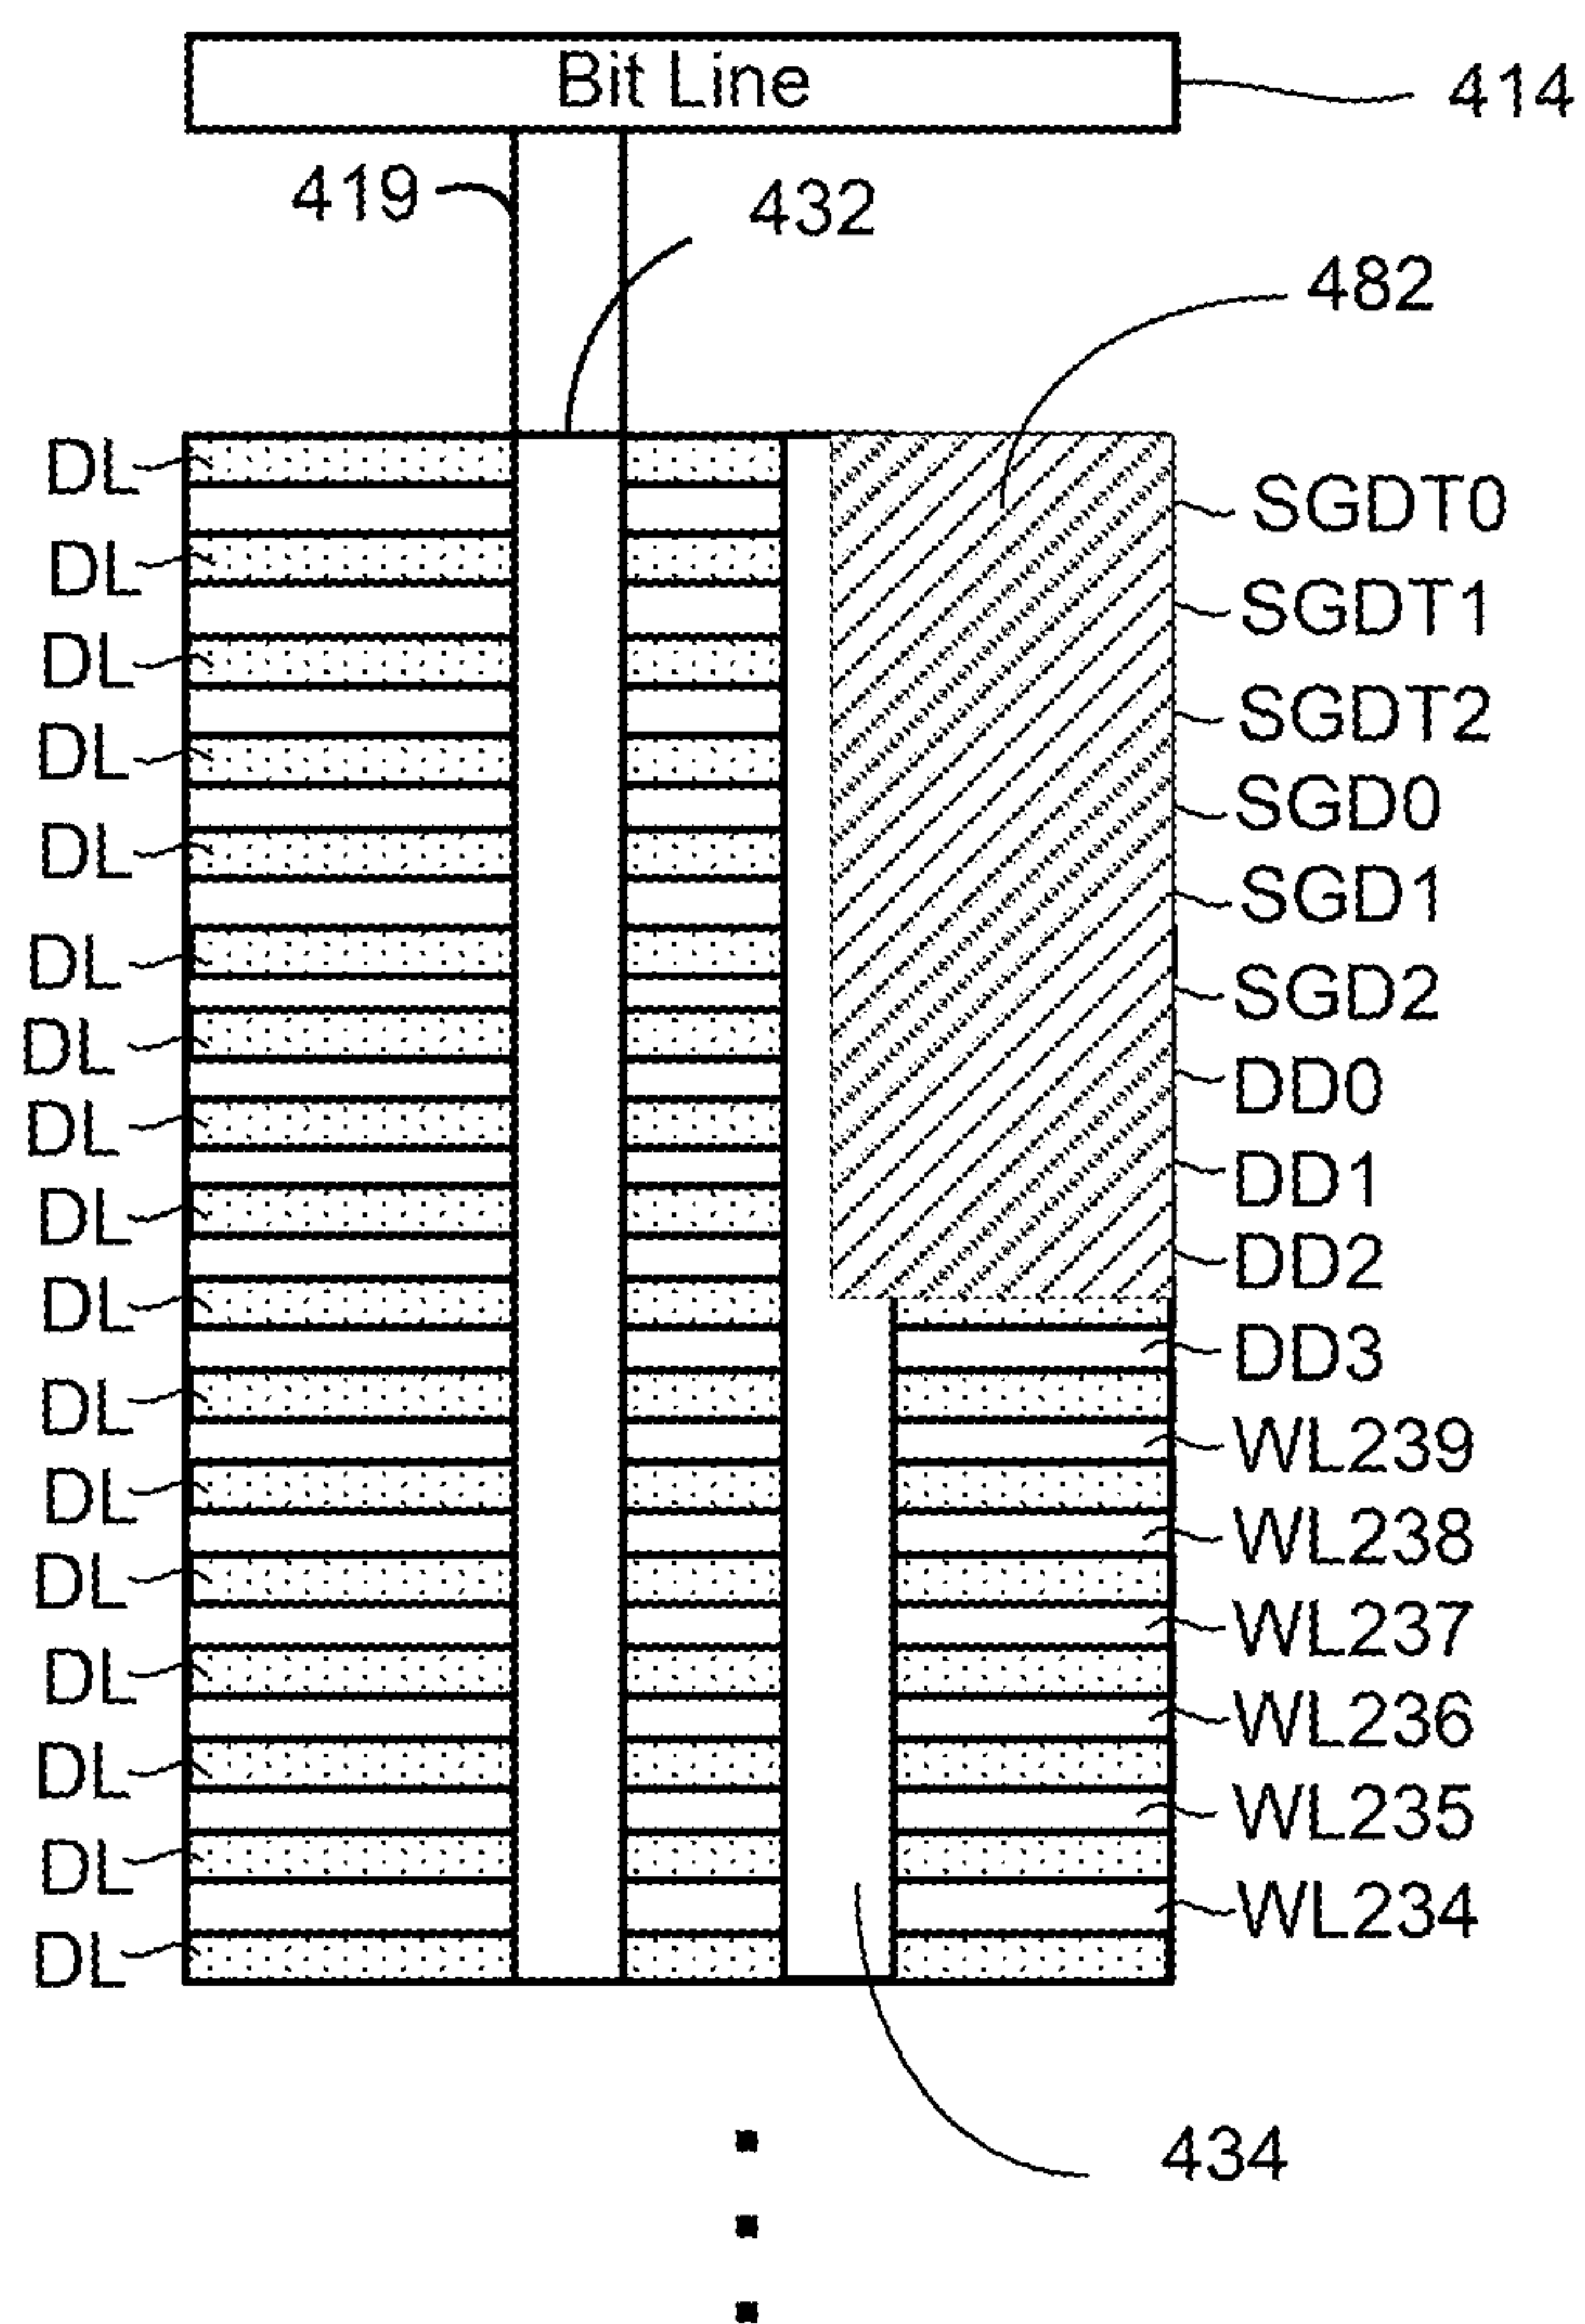 Bit Line
414
419
432
482
DL
SGDT0
DL
SGDT1
DL
SGDT2
DL
SGD0
DL
SGD1
DL
SGD2
DL
DD0
DL
DD1
DL
DD2
DL
DD3
DL
WL239
DL
WL238
DL
WL237
DL
WL236
DL
WL235
DL
WL234
DL
434